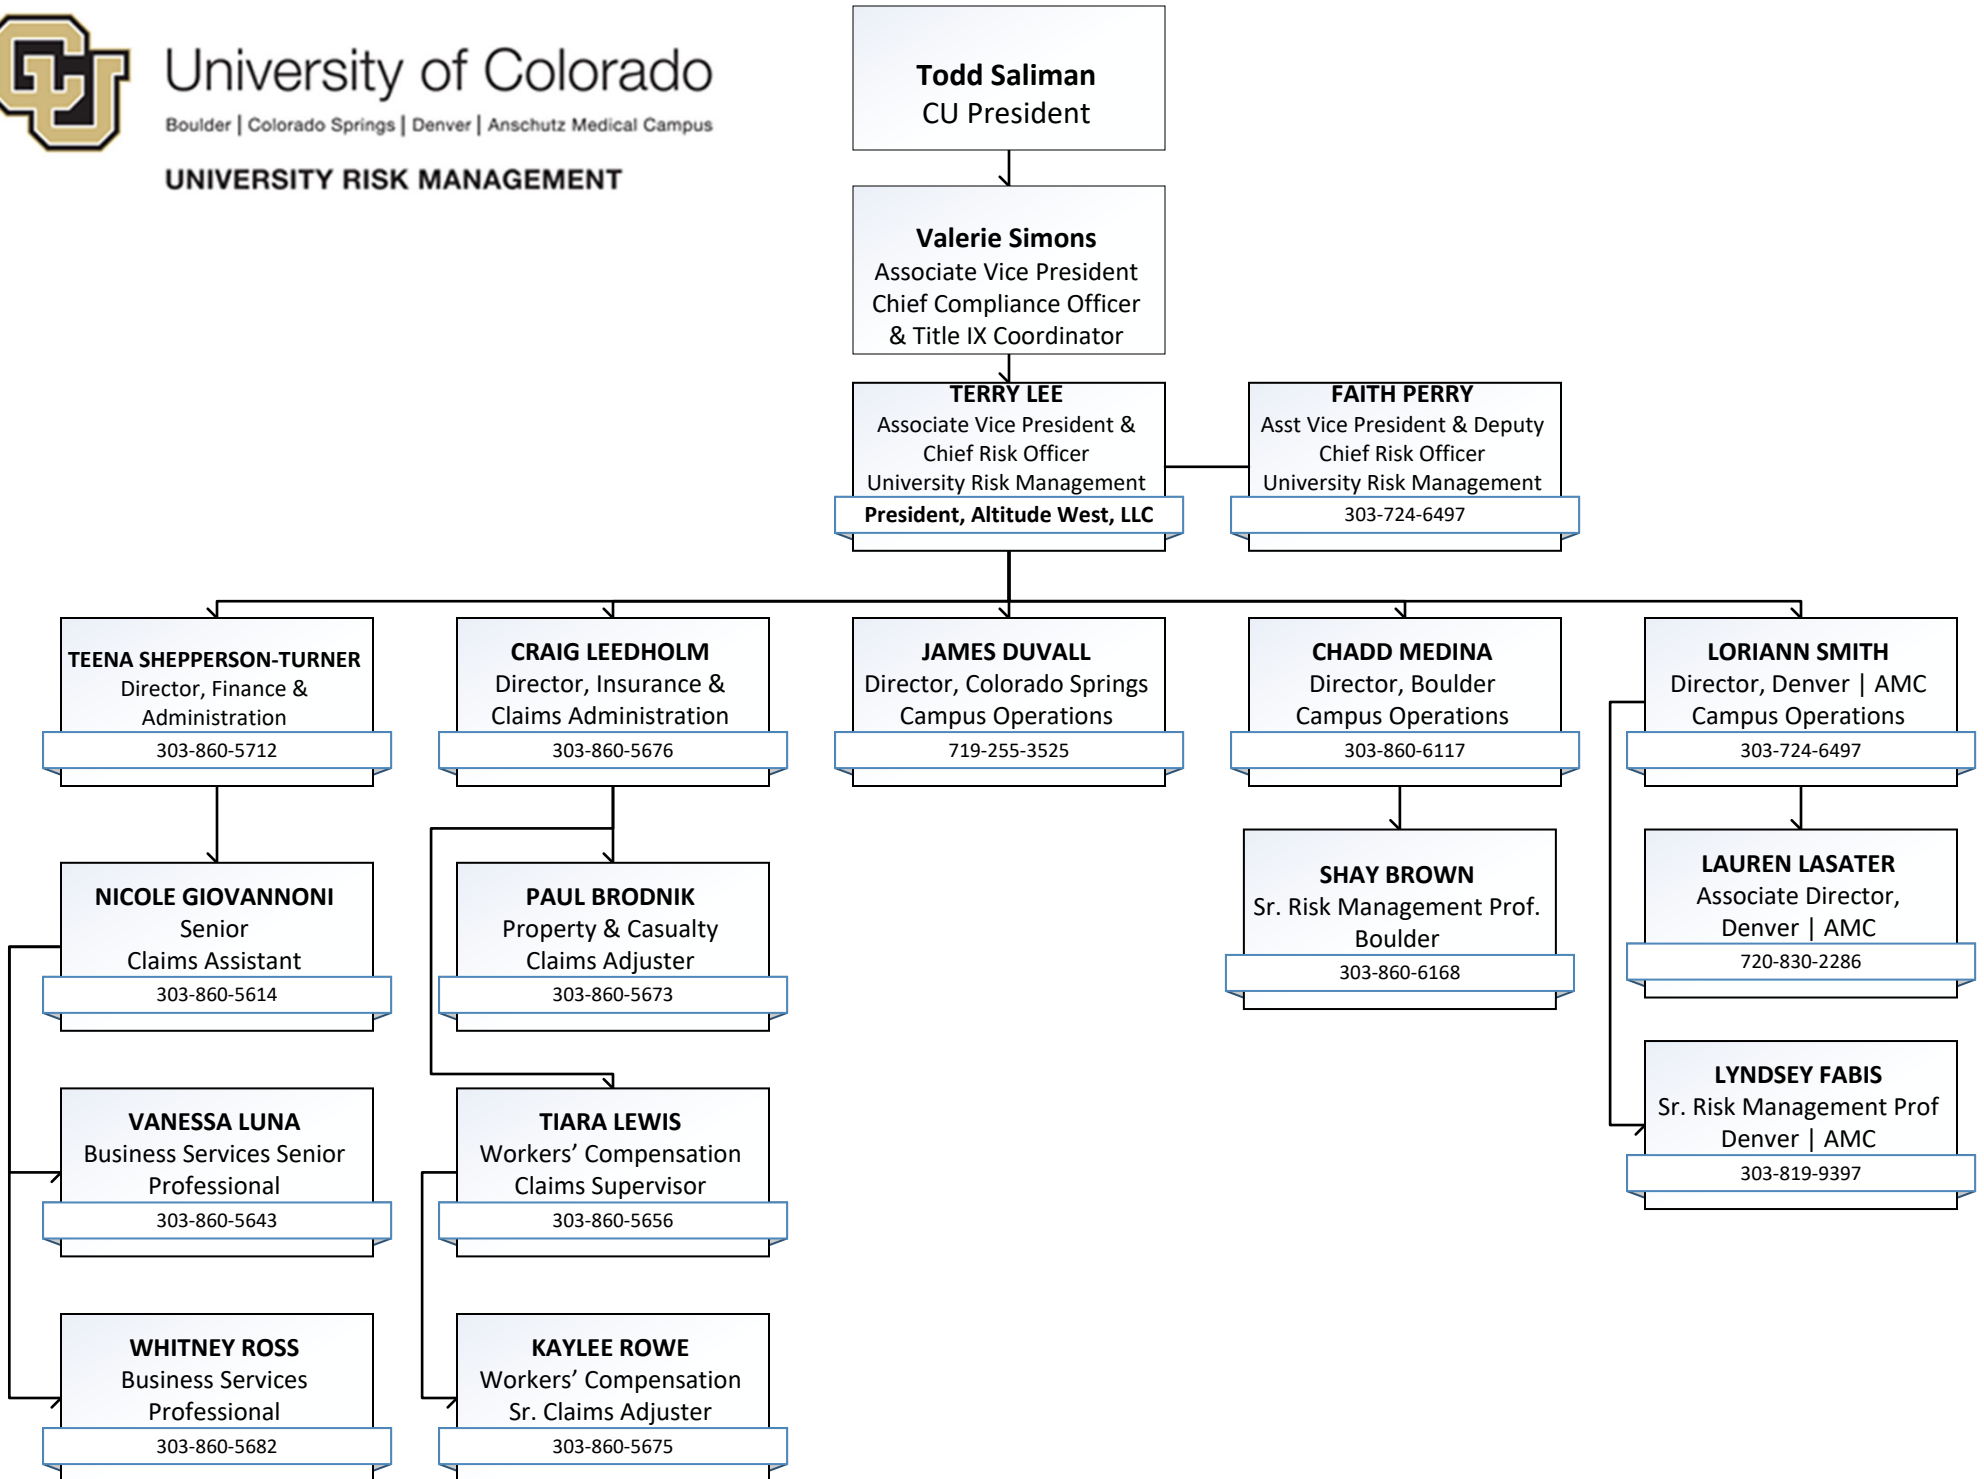 CU
University of Colorado
Boulder | Colorado Springs | Denver | Anschutz Medical Campus
UNIVERSITY RISK MANAGEMENT
Todd Saliman
CU President
Valerie Simons
Associate Vice President
Chief Compliance Officer
& Title IX Coordinator
TERRY LEE
Associate Vice President &
Chief Risk Officer
University Risk Management
President, Altitude West, LLC
FAITH PERRY
Asst Vice President & Deputy
Chief Risk Officer
University Risk Management
303-724-6497
TEENA SHEPPERSON-TURNER
Director, Finance &
Administration
303-860-5712
CRAIG LEEDHOLM
Director, Insurance &
Claims Administration
303-860-5676
JAMES DUVALL
Director, Colorado Springs
Campus Operations
719-255-3525
CHADD MEDINA
Director, Boulder
Campus Operations
303-860-6117
LORIANN SMITH
Director, Denver | AMC
Campus Operations
303-724-6497
NICOLE GIOVANNONI
Senior
Claims Assistant
303-860-5614
PAUL BRODNIK
Property & Casualty
Claims Adjuster
303-860-5673
SHAY BROWN
Sr. Risk Management Prof.
Boulder
303-860-6168
LAUREN LASATER
Associate Director,
Denver | AMC
720-830-2286
VANESSA LUNA
Business Services Senior
Professional
303-860-5643
TIARA LEWIS
Workers’ Compensation
Claims Supervisor
303-860-5656
LYNDSEY FABIS
Sr. Risk Management Prof
Denver | AMC
303-819-9397
WHITNEY ROSS
Business Services
Professional
303-860-5682
KAYLEE ROWE
Workers’ Compensation
Sr. Claims Adjuster
303-860-5675